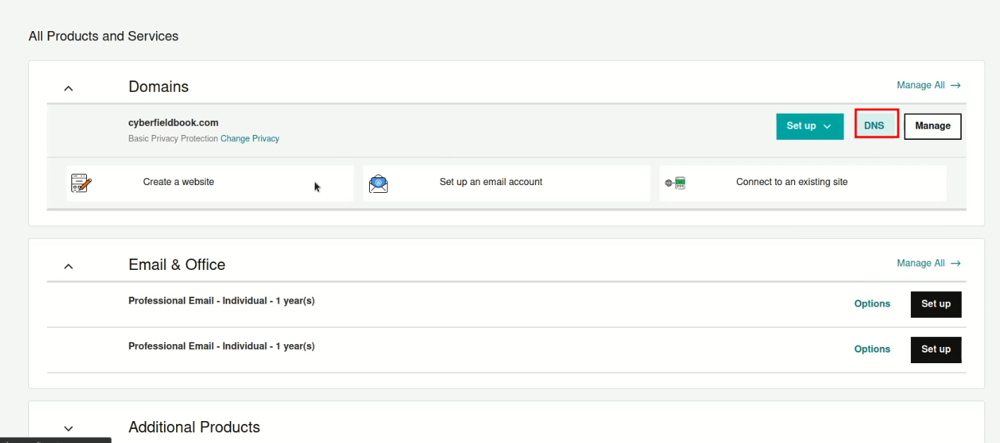 All Products and Services
Domains
Manage All →
cyberfieldbook.com
Basic Privacy Protection Change Privacy
Set up
DNS
Manage
Create a website
Set up an email account
Connect to an existing site
Email & Office
Manage All →
Professional Email - Individual - 1 year(s)
Options
Set up
Professional Email - Individual - 1 year(s)
Options
Set up
Additional Products